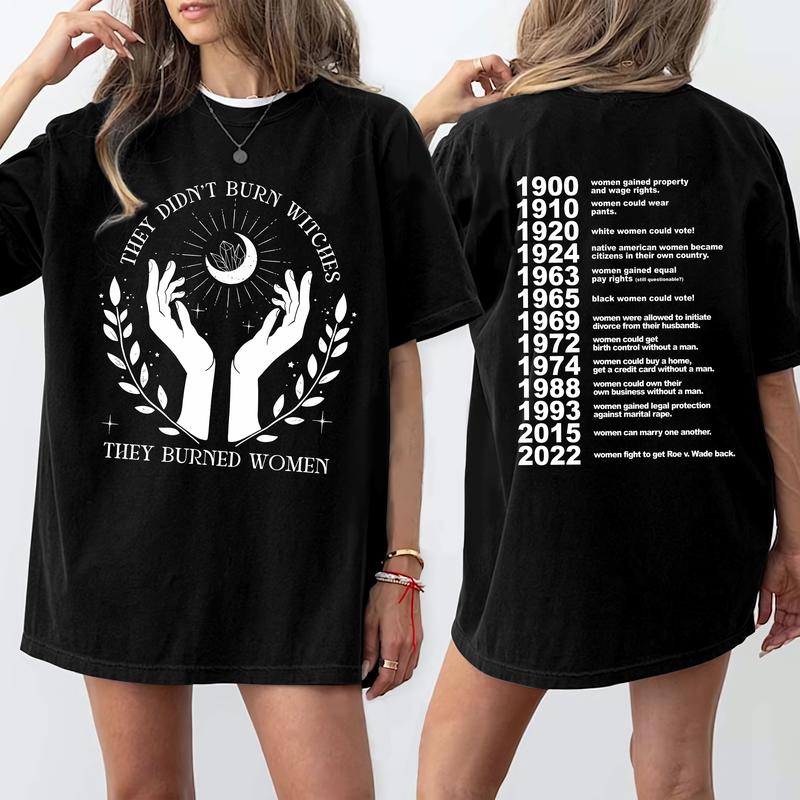 THEY DIDN'T BURN WITCHES
THEY BURNED WOMEN
1900 women gained property
and wage rights.
1910 women could wear
pants.
1920 white women could vote!
1924 native american women became
citizens in their own country.
1963 women gained equal
pay rights (still questionable?)
1965 black women could vote!
1969 women were allowed to initiate
divorce from their husbands.
1972 women could get
birth control without a man.
1974 women could buy a home,
get a credit card without a man.
1988 women could own their
own business without a man.
1993 women gained legal protection
against marital rape.
2015 women can marry one another.
2022 women fight to get Roe v. Wade back.